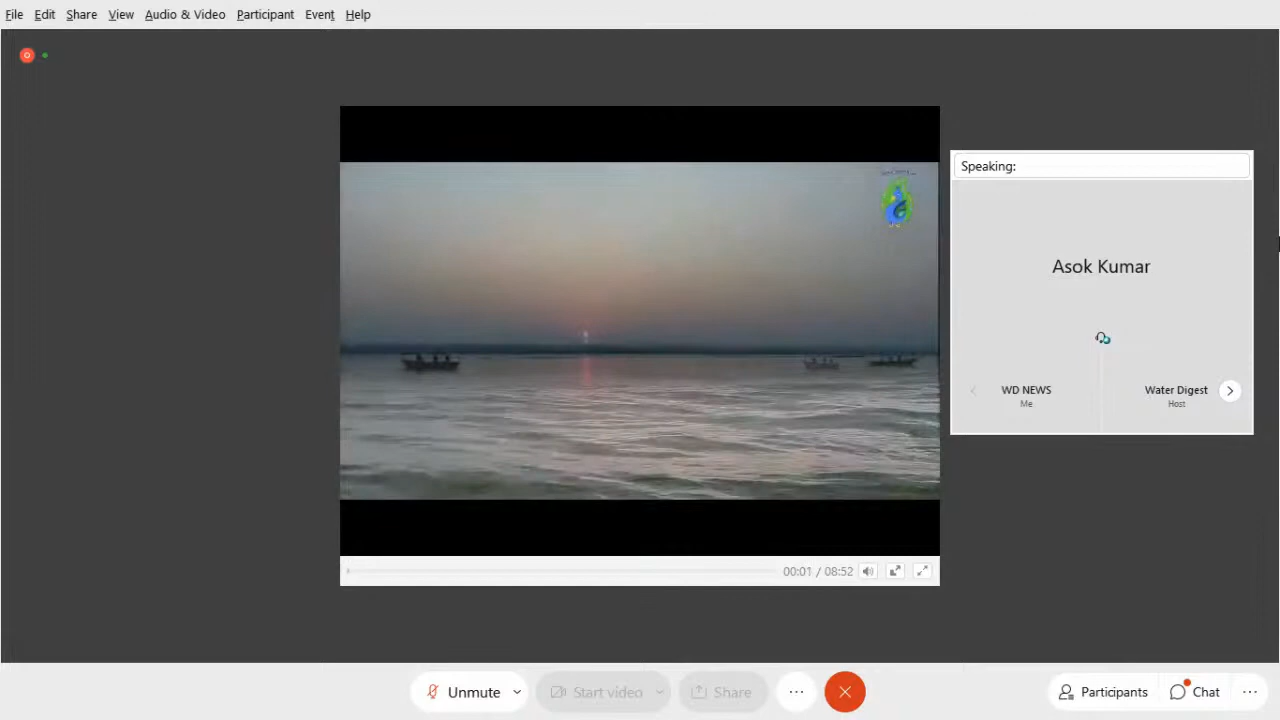 File Edit Share View Audio & Video Participant Event Help
Speaking:
Asok Kumar
WD NEWS
Me
Water Digest
Host
00:01 / 08:52
Unmute
Start video
Share
Participants
Chat